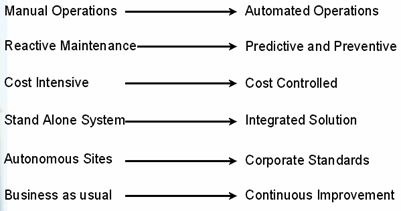 Manual Operations Automated Operations
Reactive Maintenance Predictive and Preventive
Cost Intensive Cost Controlled
Stand Alone System Integrated Solution
Autonomous Sites Corporate Standards
Business as usual Continuous Improvement